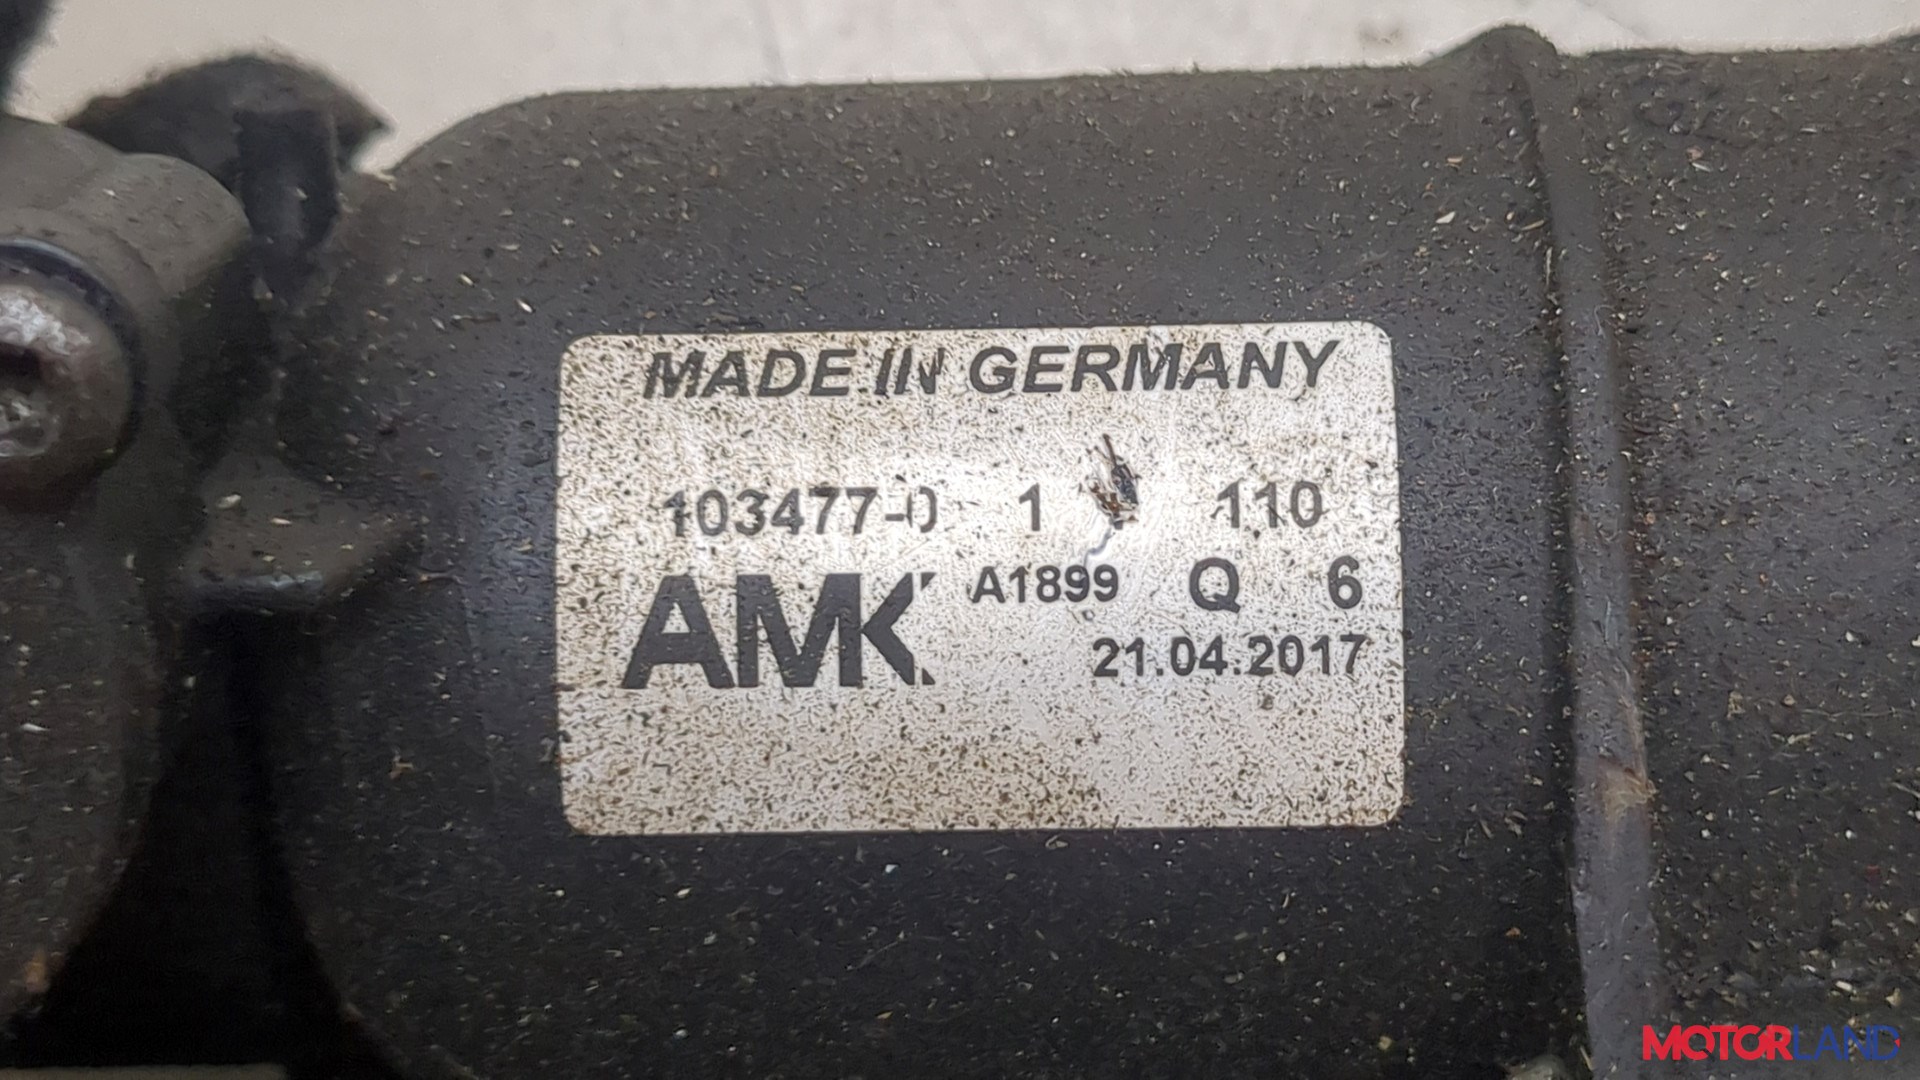 MADE IN GERMANY
103477-0 1 110
AMK A1899 Q 6
21.04.2017
MOTORLAND